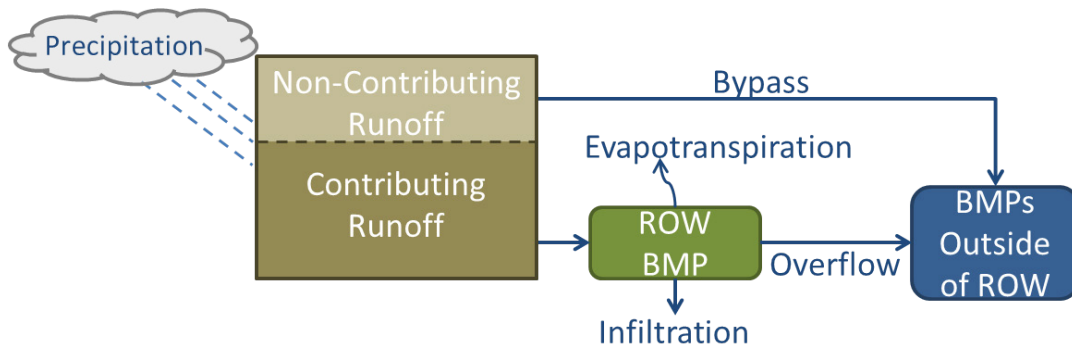 Precipitation
Non-Contributing
Runoff
Bypass
Evapotranspiration
Contributing
Runoff
ROW
BMP
Overflow
BMPs
Outside
of ROW
Infiltration